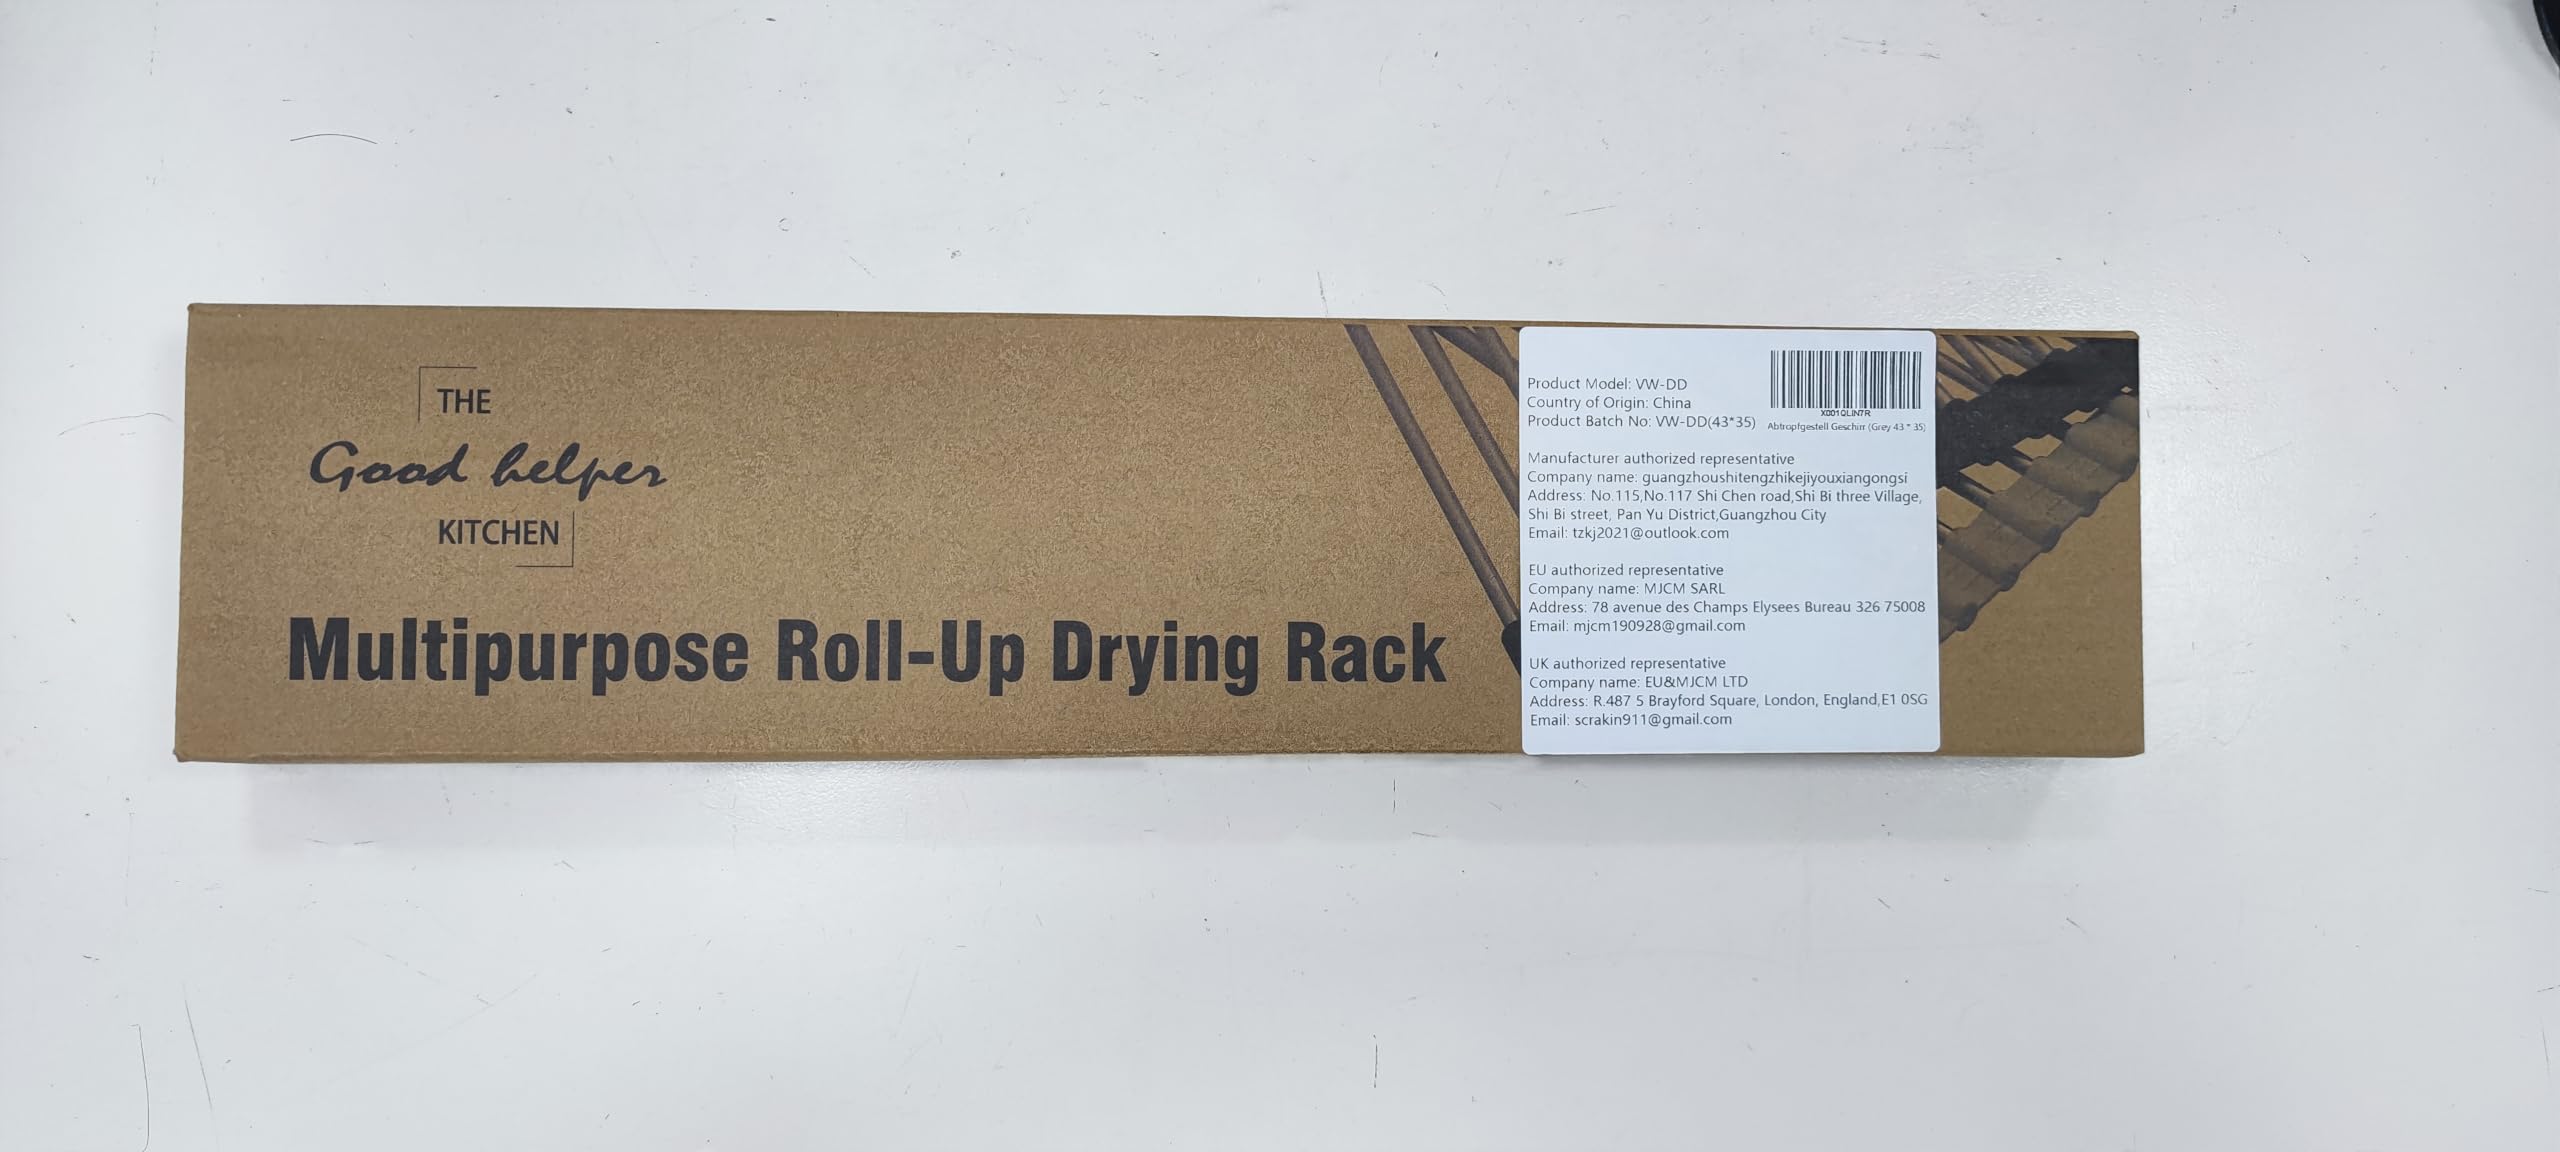 THE
Good helper
KITCHEN
Multipurpose Roll-Up Drying Rack
Product Model: VW-DD
Country of Origin: China
Product Batch No: VW-DD(43*35)
X001QLIN7R
Abtropfgestell Geschirr (Grey 43 * 35)
Manufacturer authorized representative
Company name: guangzhoushitengzhikejiyouxiangongsi
Address: No.115,No.117 Shi Chen road,Shi Bi three Village,
Shi Bi street, Pan Yu District,Guangzhou City
Email: tzkj2021@outlook.com
EU authorized representative
Company name: MJCM SARL
Address: 78 avenue des Champs Elysees Bureau 326 75008
Email: mjcm190928@gmail.com
UK authorized representative
Company name: EU&MJCM LTD
Address: R.487 5 Brayford Square, London, England,E1 0SG
Email: scrakin911@gmail.com